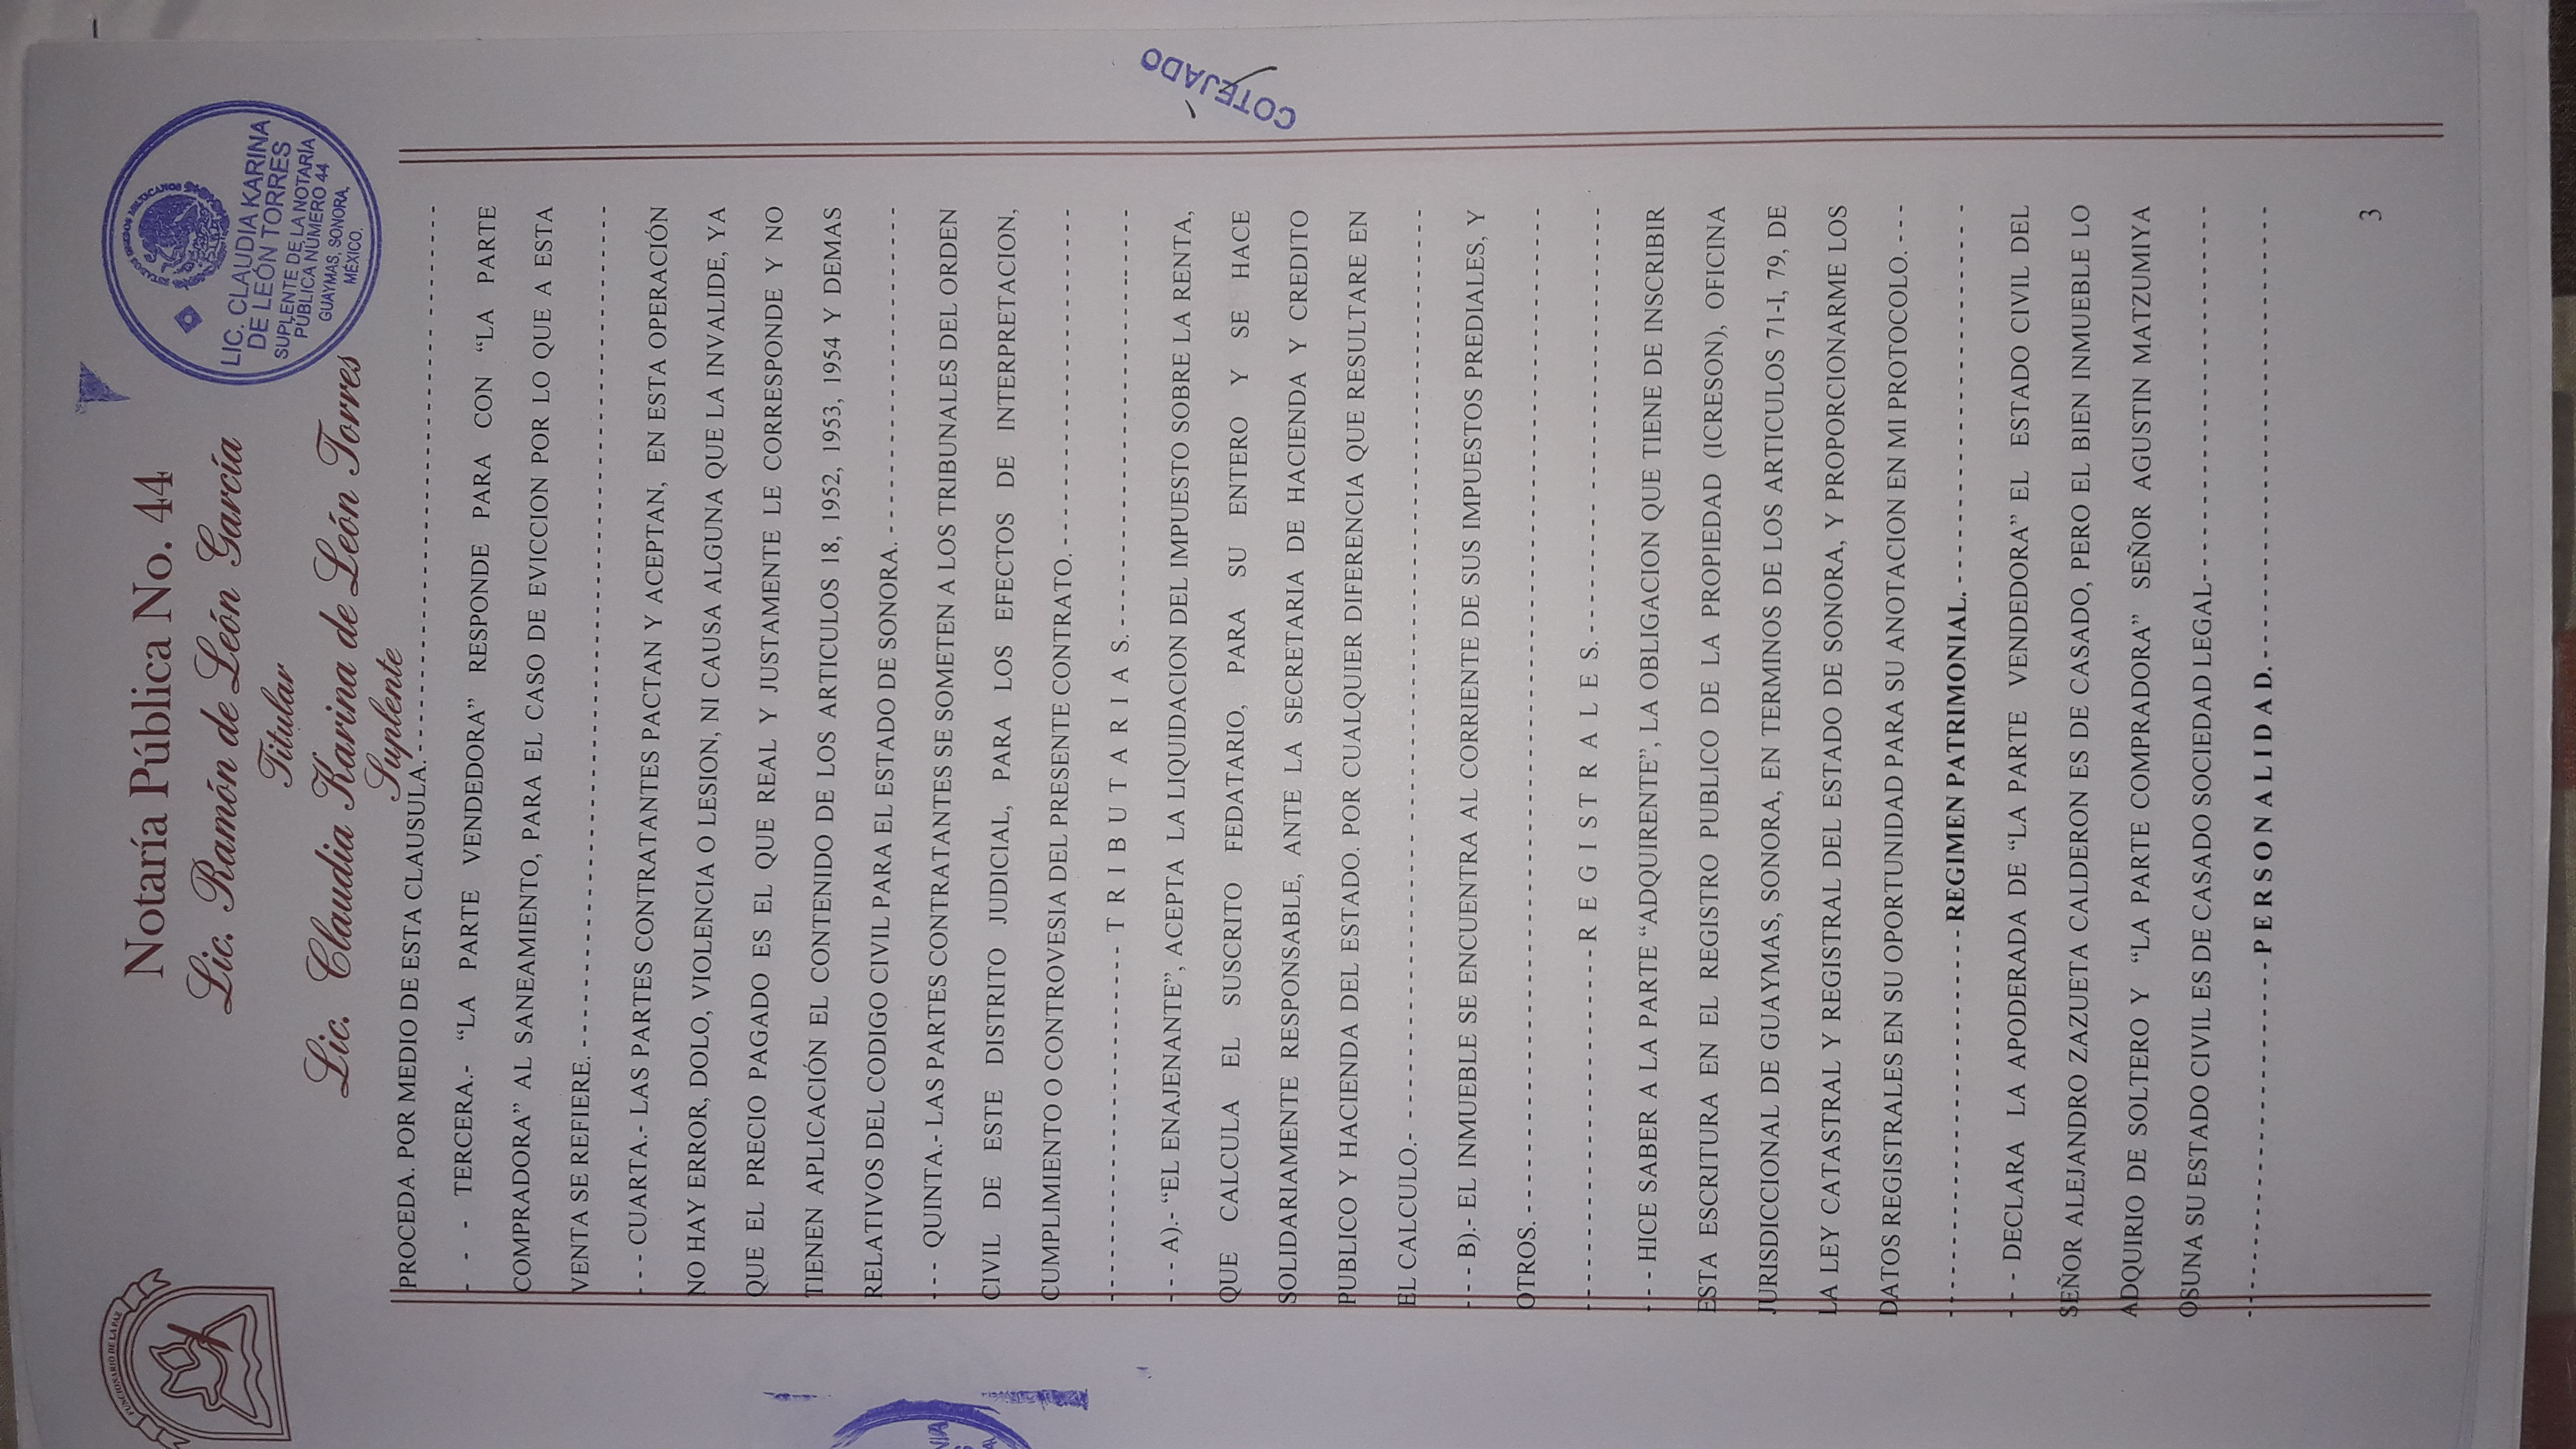 FUNCIONARIO DE LA PAZ
Notaría Pública No. 44
Lic. Ramón de León García
Titular
Lic. Claudia Karina de León Torres
Suplente
ESTADOS UNIDOS MEXICANOS
LIC. CLAUDIA KARINA
DE LEÓN TORRES
SUPLENTE DE LA NOTARÍA
PÚBLICA NÚMERO 44
GUAYMAS, SONORA,
MÉXICO.
PROCEDA. POR MEDIO DE ESTA CLAUSULA. - - - - - - - - - - - - - - - - - - - - - - - - - - - - - - - - - - - -
- - - TERCERA.- “LA PARTE VENDEDORA” RESPONDE PARA CON “LA PARTE
COMPRADORA” AL SANEAMIENTO, PARA EL CASO DE EVICCION POR LO QUE A ESTA
VENTA SE REFIERE. - - - - - - - - - - - - - - - - - - - - - - - - - - - - - - - - - - - - - - - - - - - - - - - - - - - - - - -
- - - CUARTA.- LAS PARTES CONTRATANTES PACTAN Y ACEPTAN, EN ESTA OPERACIÓN
NO HAY ERROR, DOLO, VIOLENCIA O LESION, NI CAUSA ALGUNA QUE LA INVALIDE, YA
QUE EL PRECIO PAGADO ES EL QUE REAL Y JUSTAMENTE LE CORRESPONDE Y NO
TIENEN APLICACIÓN EL CONTENIDO DE LOS ARTICULOS 18, 1952, 1953, 1954 Y DEMAS
RELATIVOS DEL CODIGO CIVIL PARA EL ESTADO DE SONORA. - - - - - - - - - - - - - - - - - - - - - -
- - - QUINTA.- LAS PARTES CONTRATANTES SE SOMETEN A LOS TRIBUNALES DEL ORDEN
CIVIL DE ESTE DISTRITO JUDICIAL, PARA LOS EFECTOS DE INTERPRETACION,
CUMPLIMIENTO O CONTROVESIA DEL PRESENTE CONTRATO. - - - - - - - - - - - - - - - - - - - - - - -
- - - - - - - - - - - - - - - - - - - - - - - - T R I B U T A R I A S. - - - - - - - - - - - - - - - - - - - - - - - - - - - - -
- - - A).- “EL ENAJENANTE”, ACEPTA LA LIQUIDACION DEL IMPUESTO SOBRE LA RENTA,
QUE CALCULA EL SUSCRITO FEDATARIO, PARA SU ENTERO Y SE HACE
SOLIDARIAMENTE RESPONSABLE, ANTE LA SECRETARIA DE HACIENDA Y CREDITO
PUBLICO Y HACIENDA DEL ESTADO. POR CUALQUIER DIFERENCIA QUE RESULTARE EN
EL CALCULO.- - - - - - - - - - - - - - - - - - - - - - - - - - - - - - - - - - - - - - - - - - - - - - - - - - - - - - - - - - - -
- - - B).- EL INMUEBLE SE ENCUENTRA AL CORRIENTE DE SUS IMPUESTOS PREDIALES, Y
OTROS. - - - - - - - - - - - - - - - - - - - - - - - - - - - - - - - - - - - - - - - - - - - - - - - - - - - - - - - - - - - - - - - - -
- - - - - - - - - - - - - - - - - - - - - - - - R E G I S T R A L E S. - - - - - - - - - - - - - - - - - - - - - - - - - - - -
- - - HICE SABER A LA PARTE “ADQUIRENTE”, LA OBLIGACION QUE TIENE DE INSCRIBIR
ESTA ESCRITURA EN EL REGISTRO PUBLICO DE LA PROPIEDAD (ICRESON), OFICINA
JURISDICCIONAL DE GUAYMAS, SONORA, EN TERMINOS DE LOS ARTICULOS 71-I, 79, DE
LA LEY CATASTRAL Y REGISTRAL DEL ESTADO DE SONORA, Y PROPORCIONARME LOS
DATOS REGISTRALES EN SU OPORTUNIDAD PARA SU ANOTACION EN MI PROTOCOLO. - - -
- - - - - - - - - - - - - - - - - - - - - - - - - - REGIMEN PATRIMONIAL. - - - - - - - - - - - - - - - - - - - - - - - - - -
- - - DECLARA LA APODERADA DE “LA PARTE VENDEDORA” EL ESTADO CIVIL DEL
SEÑOR ALEJANDRO ZAZUETA CALDERON ES DE CASADO, PERO EL BIEN INMUEBLE LO
ADQUIRIO DE SOLTERO Y “LA PARTE COMPRADORA” SEÑOR AGUSTIN MATZUMIYA
OSUNA SU ESTADO CIVIL ES DE CASADO SOCIEDAD LEGAL- - - - - - - - - - - - - - - - - - - - - - - - -
- - - - - - - - - - - - - - - - - - - - - - - - P E R S O N A L I D A D. - - - - - - - - - - - - - - - - - - - - - - - - - - - - - -
COTEJADO
3